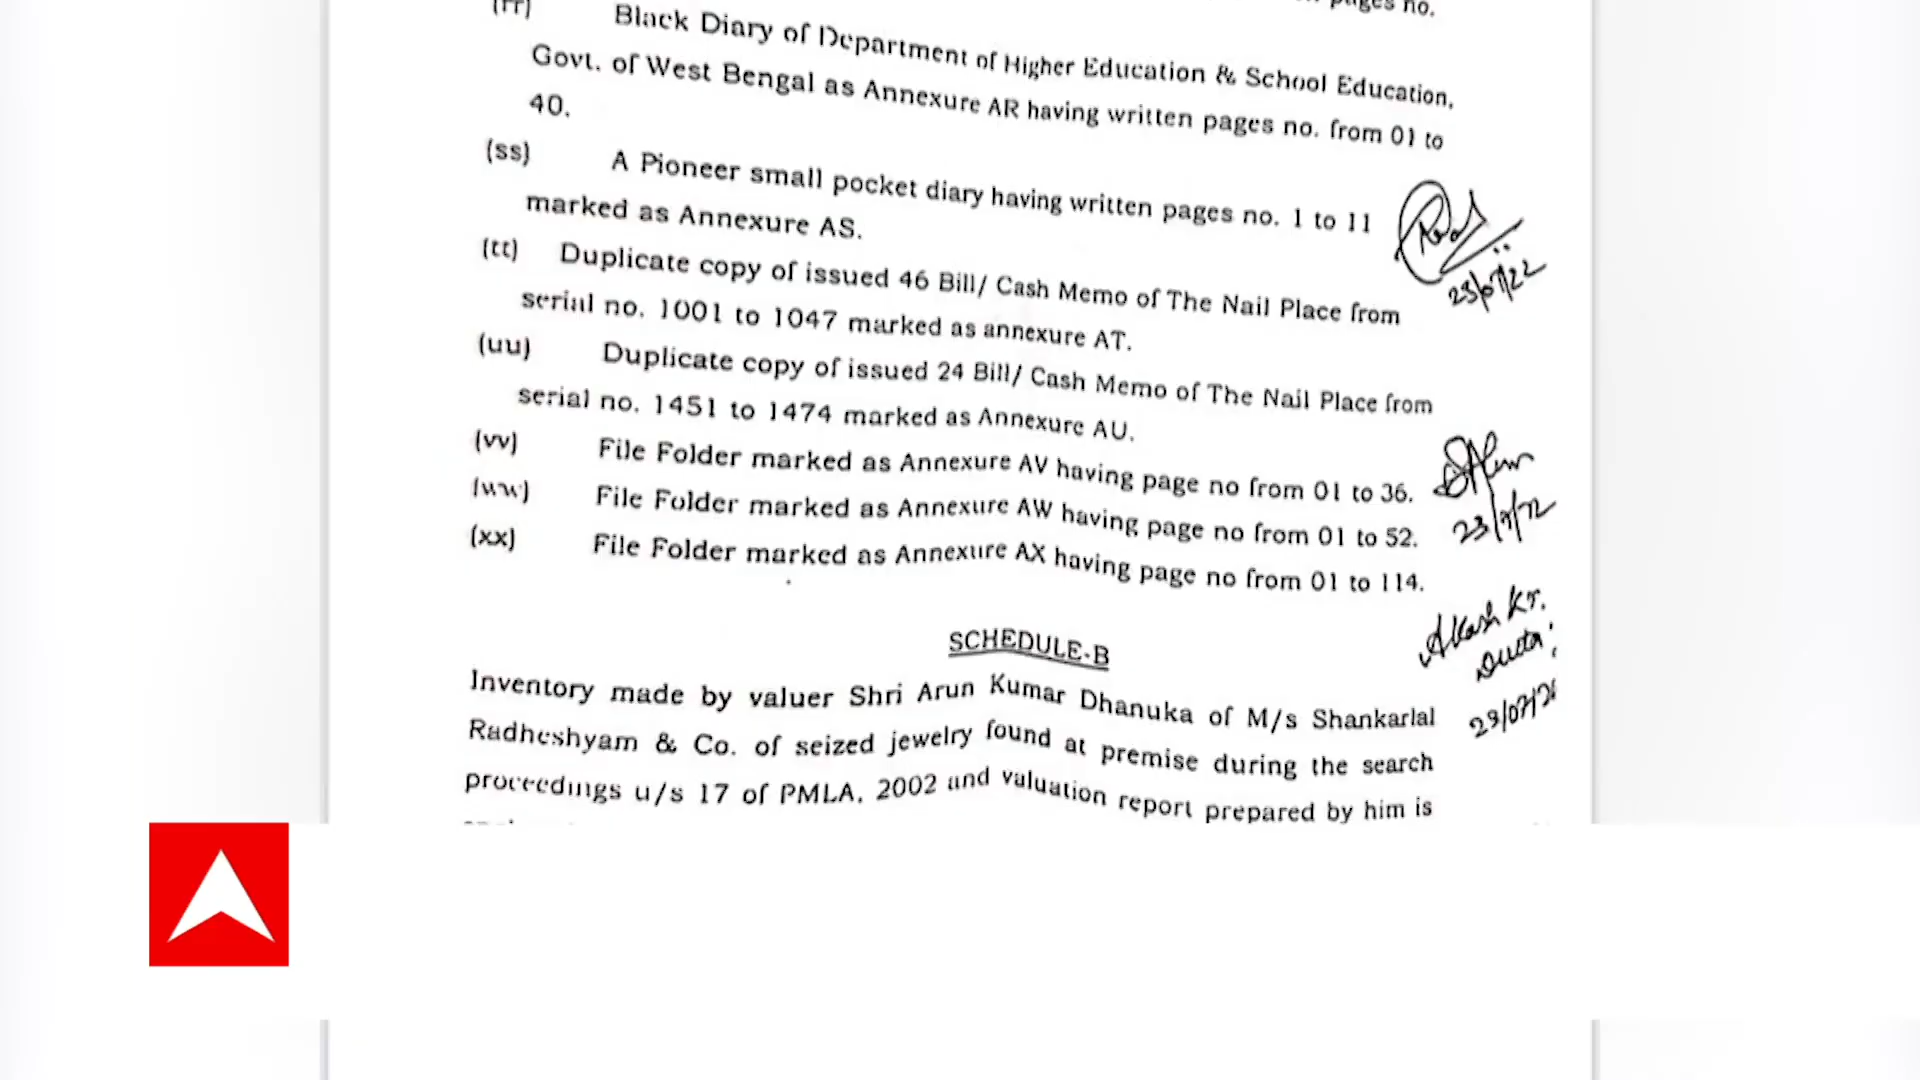 pages no.
(rr) Black Diary of Department of Higher Education & School Education,
Govt. of West Bengal as Annexure AR having written pages no. from 01 to
40.
(ss) A Pioneer small pocket diary having written pages no. 1 to 11
marked as Annexure AS.
23/07/22
(tt) Duplicate copy of issued 46 Bill/ Cash Memo of The Nail Place from
serial no. 1001 to 1047 marked as annexure AT.
(uu) Duplicate copy of issued 24 Bill/ Cash Memo of The Nail Place from
serial no. 1451 to 1474 marked as Annexure AU.
(vv) File Folder marked as Annexure AV having page no from 01 to 36.
(ww) File Folder marked as Annexure AW having page no from 01 to 52.
(xx) File Folder marked as Annexure AX having page no from 01 to 114.
Akash Kr.
Dutta
SCHEDULE-B
Inventory made by valuer Shri Arun Kumar Dhanuka of M/s Shankarlal
Radheshyam & Co. of seized jewelry found at premise during the search
proceedings u/s 17 of PMLA, 2002 and valuation report prepared by him is